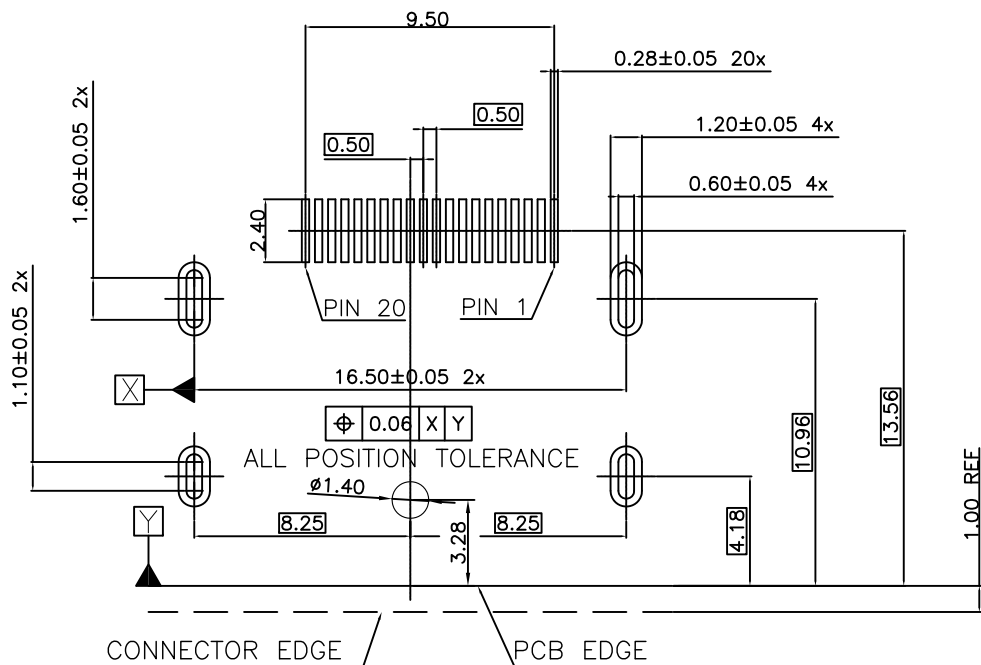 9.50
0.28±0.05 20x
0.50
1.20±0.05 4x
0.50
0.60±0.05 4x
1.60±0.05 2x
2.40
PIN 20
PIN 1
1.10±0.05 2x
X
16.50±0.05 2x
0.06 X Y
ALL POSITION TOLERANCE
13.56
10.96
ø1.40
Y
8.25
8.25
3.28
4.18
1.00 REF
CONNECTOR EDGE
PCB EDGE